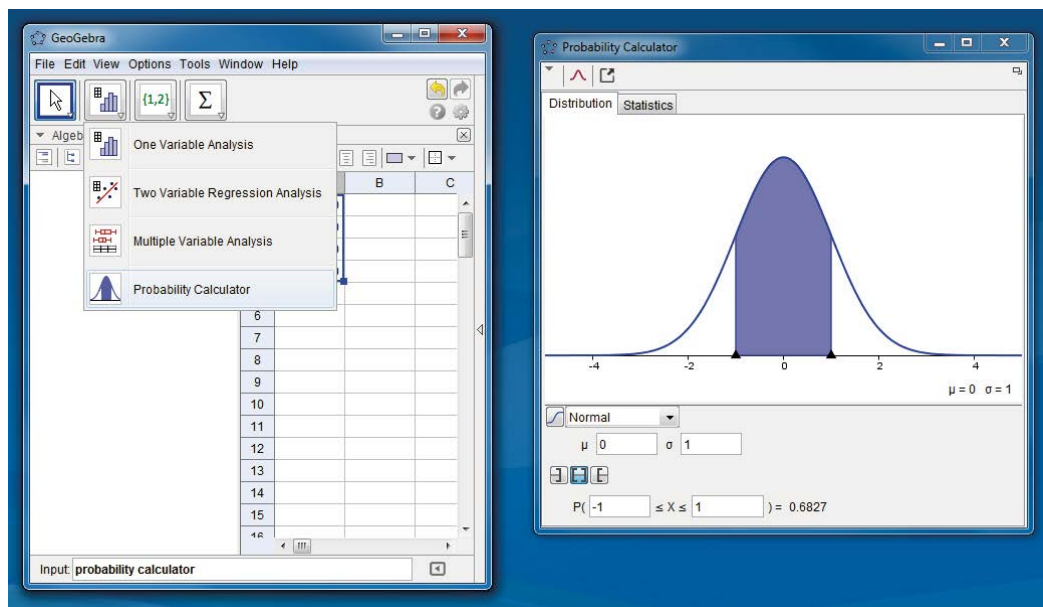 GeoGebra
File Edit View Options Tools Window Help
{1,2} Σ
Algeb
One Variable Analysis
B C
Two Variable Regression Analysis
Multiple Variable Analysis
Probability Calculator
6
7
8
9
10
11
12
13
14
15
16
Input: probability calculator
Probability Calculator
Distribution Statistics
-4 -2 0 2 4
μ = 0 σ = 1
Normal
μ 0 σ 1
P( -1 ≤ X ≤ 1 ) = 0.6827